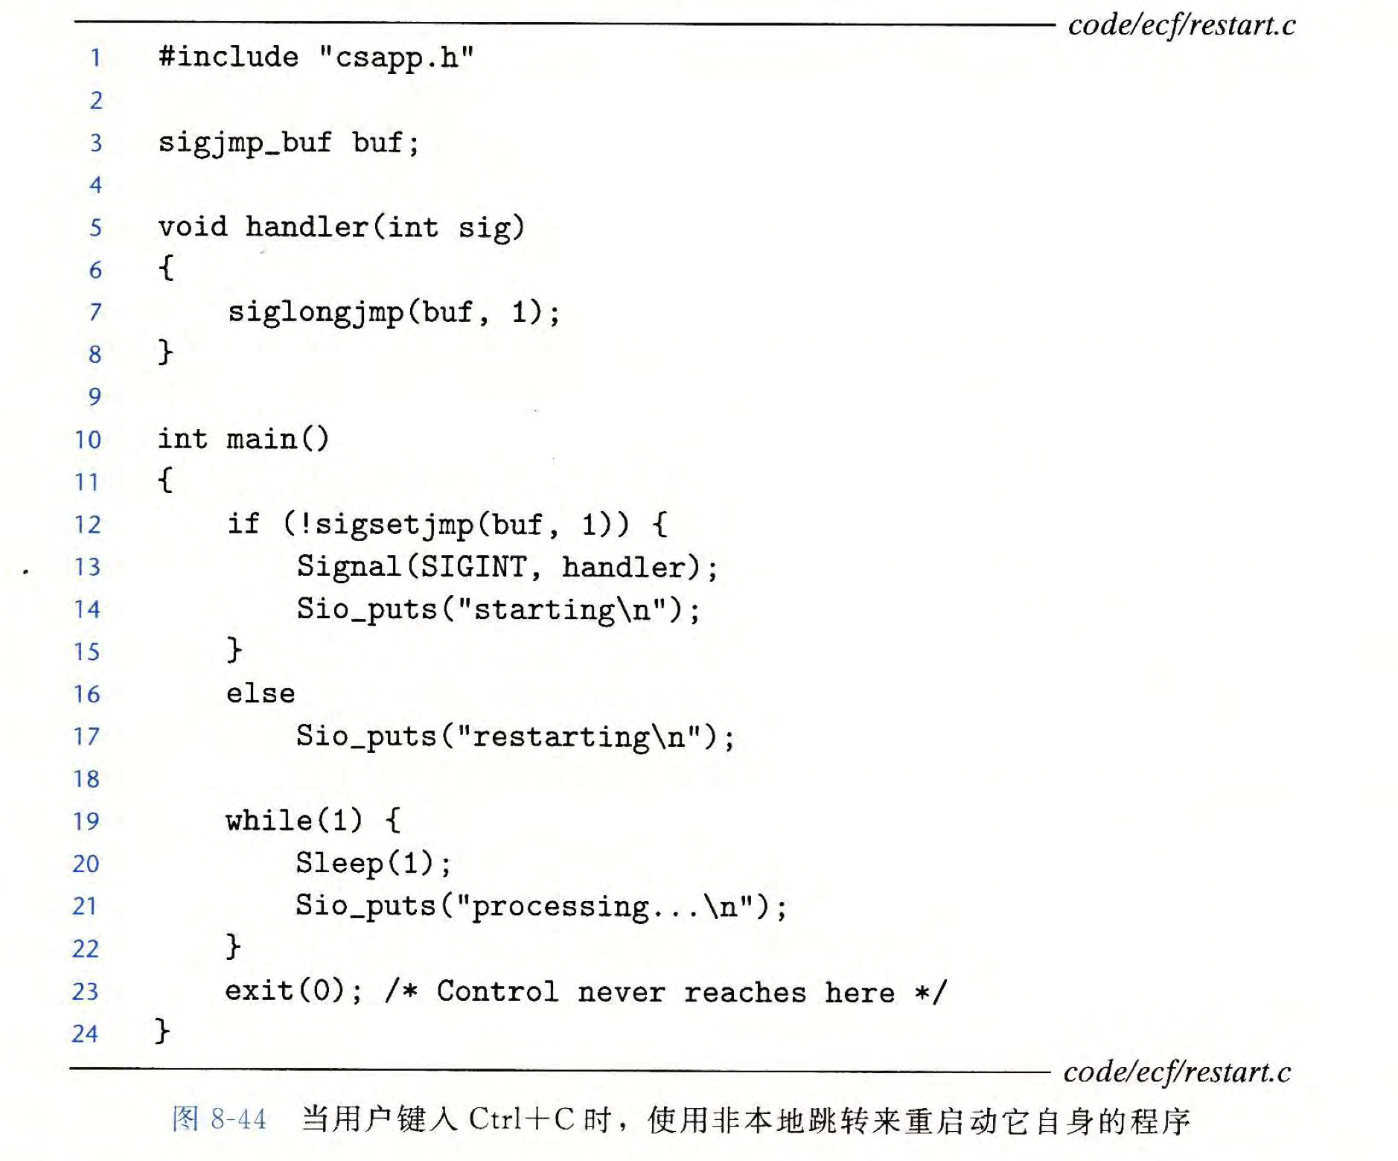 code/ecf/restart.c
1 #include "csapp.h"
2
3 sigjmp_buf buf;
4
5 void handler(int sig)
6 {
7     siglongjmp(buf, 1);
8 }
9
10 int main()
11 {
12     if (!sigsetjmp(buf, 1)) {
13         Signal(SIGINT, handler);
14         Sio_puts("starting\n");
15     }
16     else
17         Sio_puts("restarting\n");
18
19     while(1) {
20         Sleep(1);
21         Sio_puts("processing...\n");
22     }
23     exit(0); /* Control never reaches here */
24 }
code/ecf/restart.c
图 8-44 当用户键入 Ctrl+C 时，使用非本地跳转来重启动它自身的程序